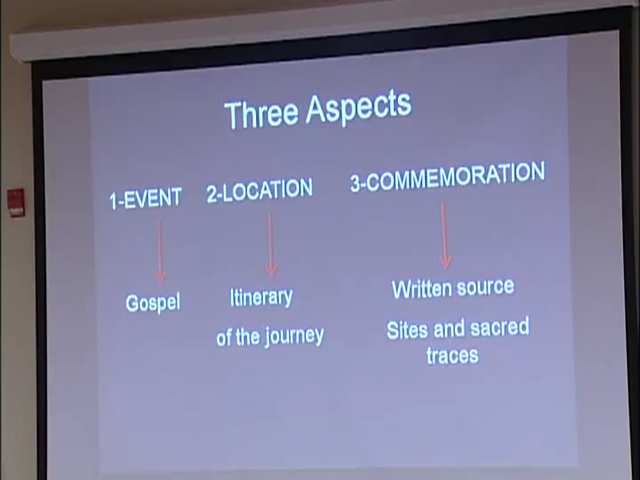 Three Aspects
1-EVENT 2-LOCATION 3-COMMEMORATION
Gospel Itinerary Written source
of the journey Sites and sacred
traces